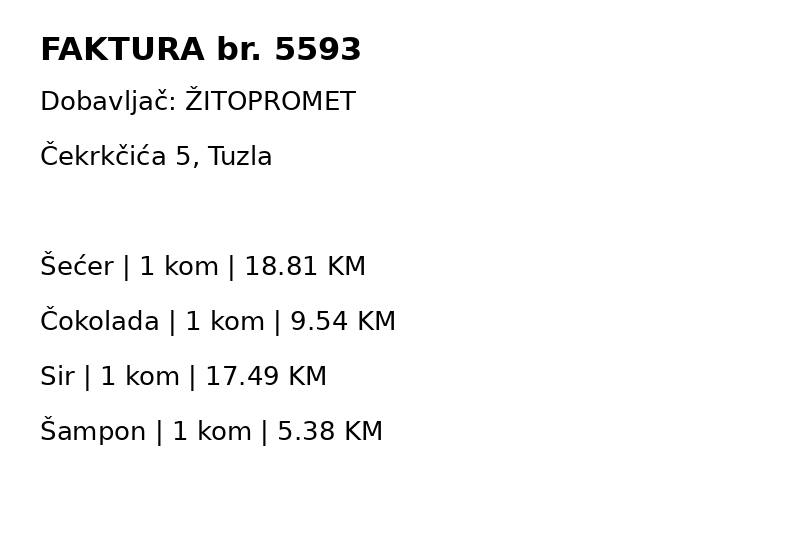 FAKTURA br. 5593
Dobavljač: ŽITOPROMET
Čekrkčića 5, Tuzla
Šećer | 1 kom | 18.81 KM
Čokolada | 1 kom | 9.54 KM
Sir | 1 kom | 17.49 KM
Šampon | 1 kom | 5.38 KM